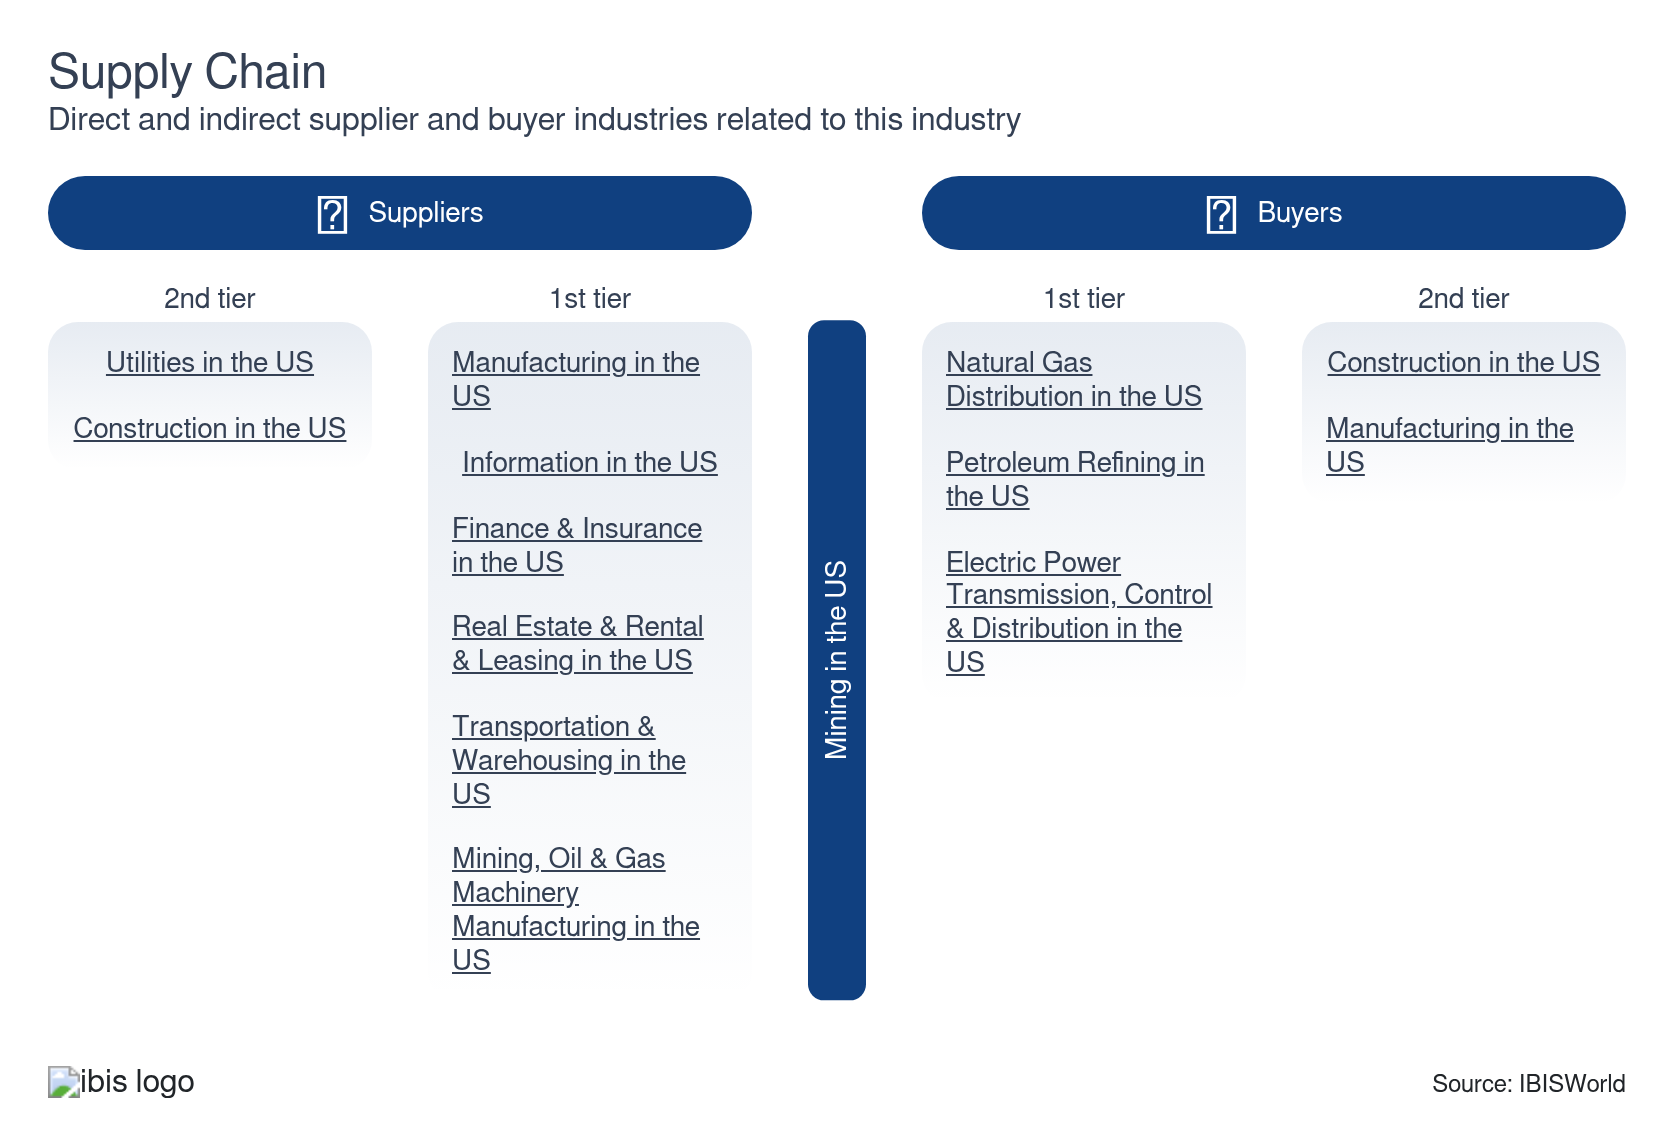 Supply Chain
Direct and indirect supplier and buyer industries related to this industry
Suppliers
Buyers
2nd tier
Utilities in the US
Construction in the US
1st tier
Manufacturing in the
US
Information in the US
Finance & Insurance
in the US
Real Estate & Rental
& Leasing in the US
Transportation &
Warehousing in the
US
Mining, Oil & Gas
Machinery
Manufacturing in the
US
Mining in the US
1st tier
Natural Gas
Distribution in the US
Petroleum Refining in
the US
Electric Power
Transmission, Control
& Distribution in the
US
2nd tier
Construction in the US
Manufacturing in the
US
ibis logo
Source: IBISWorld